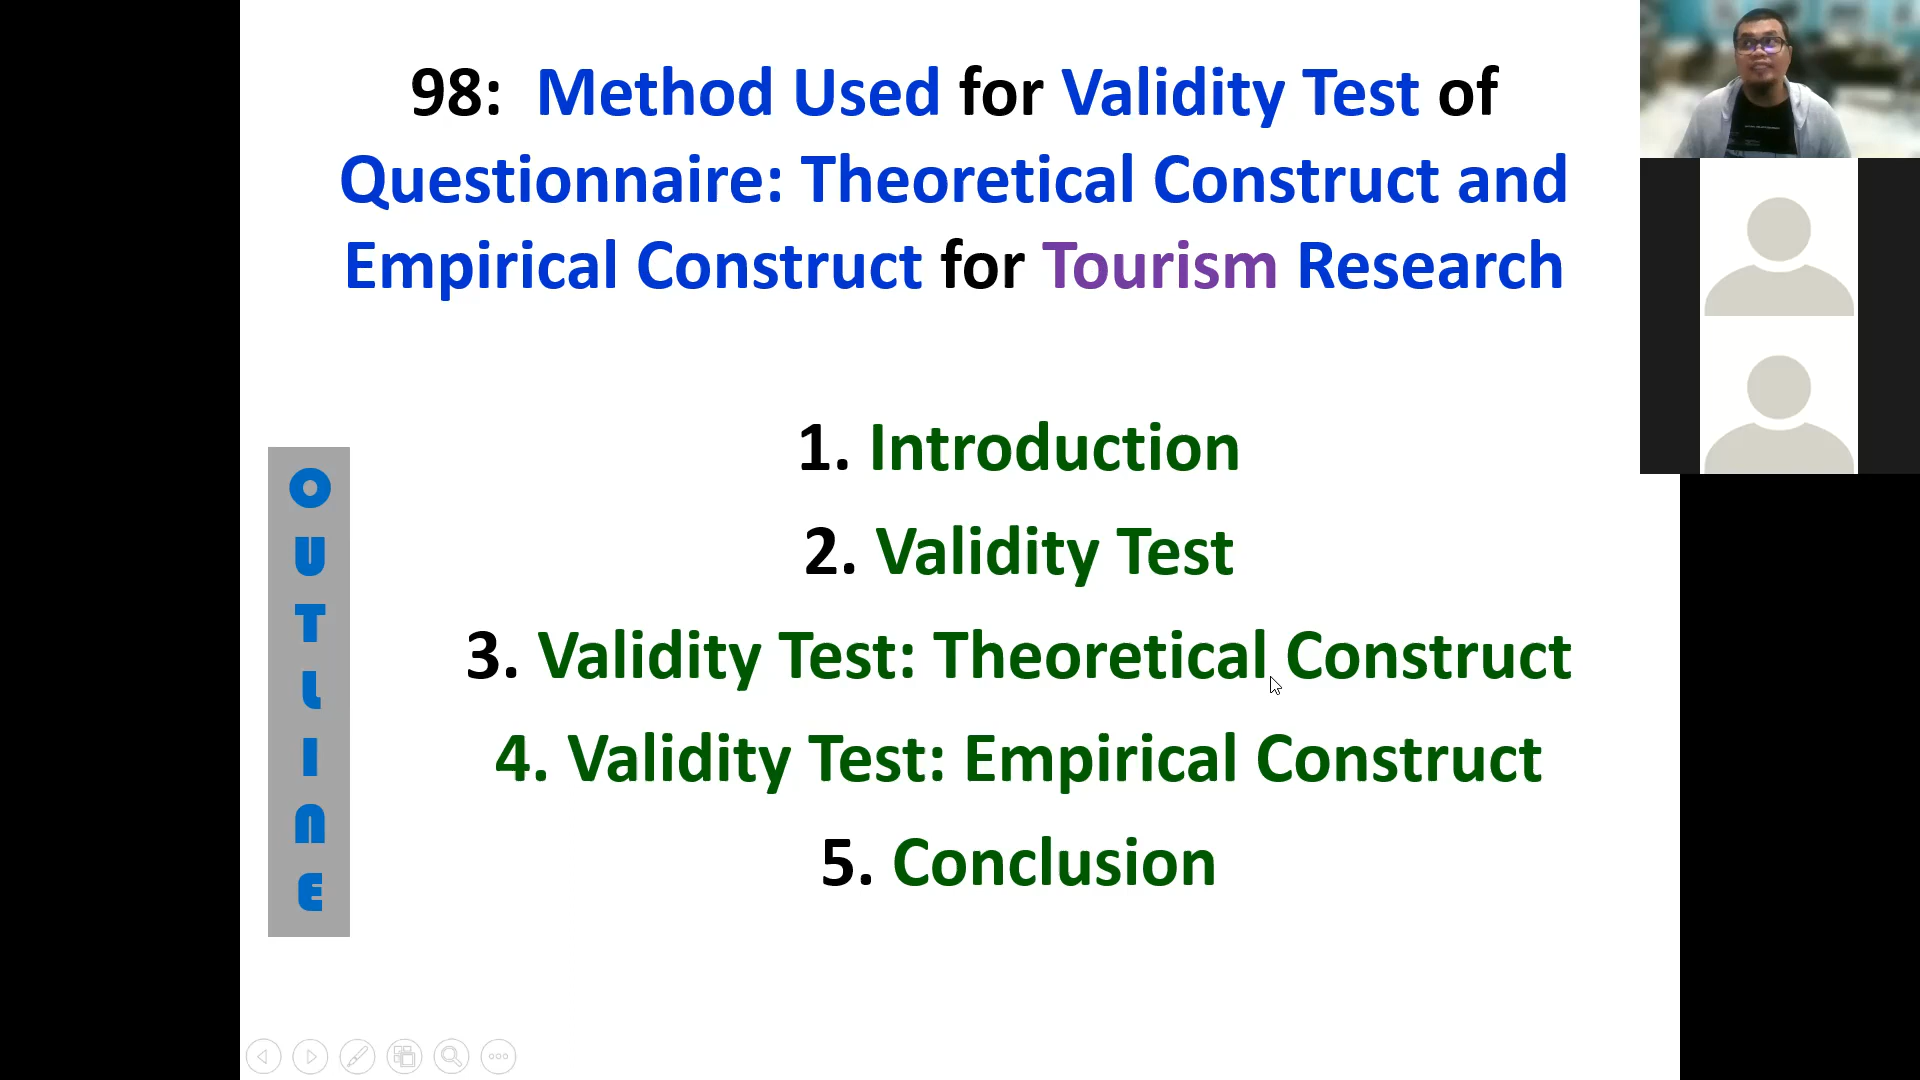 98:  Method Used for Validity Test of
Questionnaire: Theoretical Construct and
Empirical Construct for Tourism Research
OUTLINE
1. Introduction
2. Validity Test
3. Validity Test: Theoretical Construct
4. Validity Test: Empirical Construct
5. Conclusion